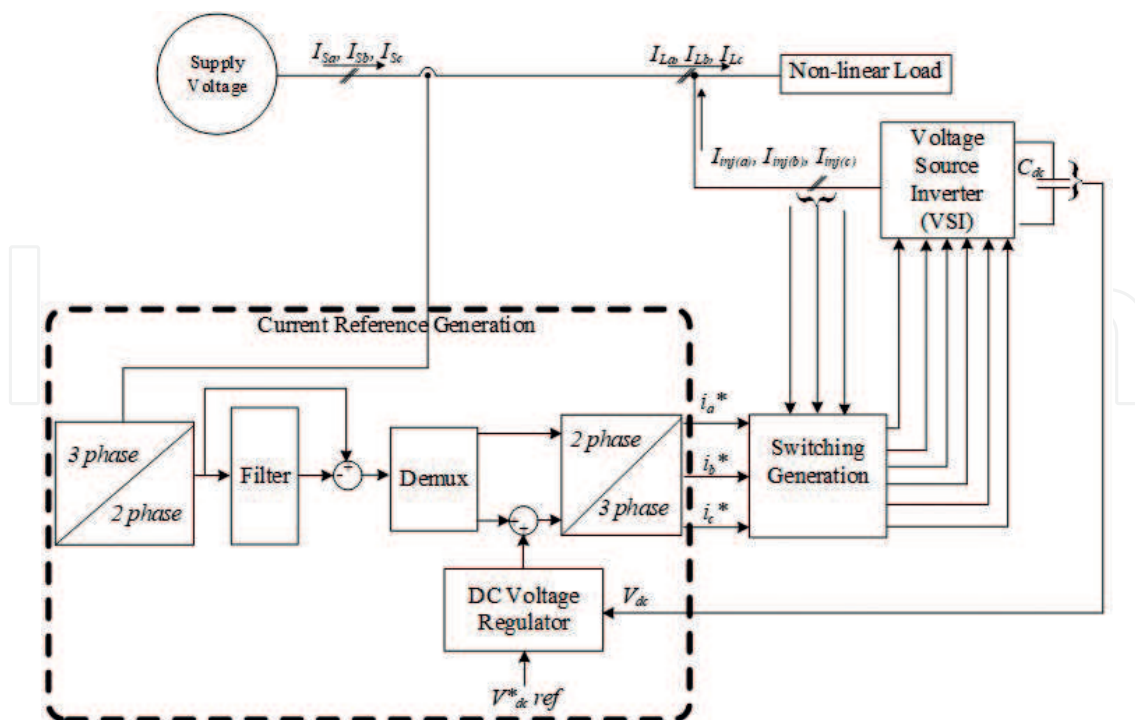 Supply
Voltage
I_Sa, I_Sb, I_Sc
I_La, I_Lb, I_Lc
Non-linear Load
I_inj(a), I_inj(b), I_inj(c)
Voltage
Source
Inverter
(VSI)
C_dc
Current Reference Generation
3 phase
2 phase
Filter
- +
Demux
2 phase
3 phase
i_a*
i_b*
i_c*
Switching
Generation
DC Voltage
Regulator
V_dc
V*_dc ref